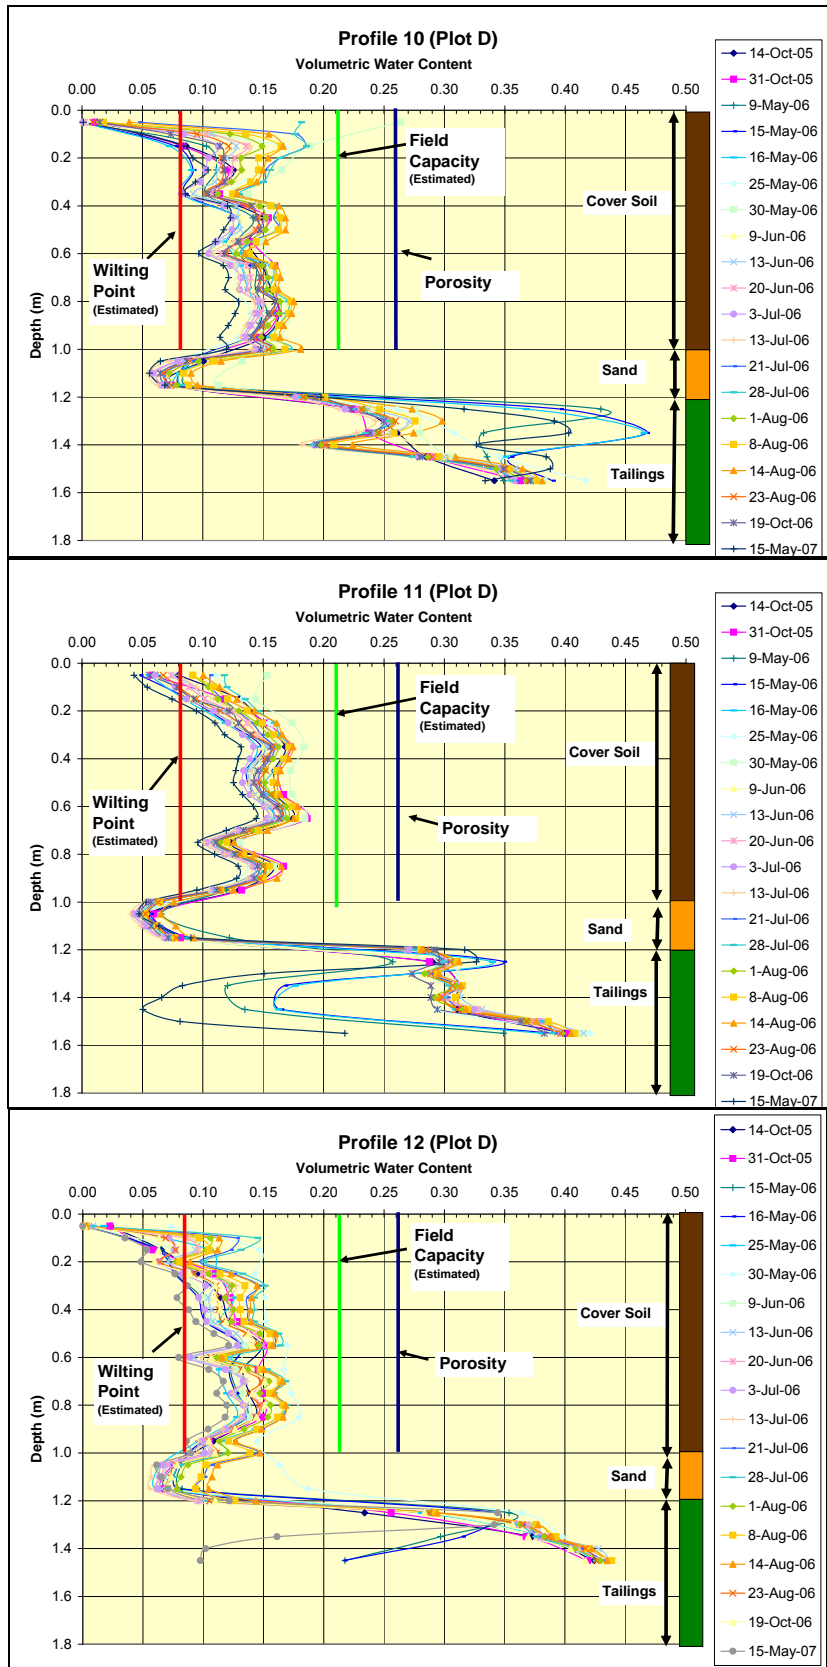 Profile 10 (Plot D)
Volumetric Water Content
0.00 0.05 0.10 0.15 0.20 0.25 0.30 0.35 0.40 0.45 0.50
0.0
0.2
0.4
0.6
0.8
1.0
1.2
1.4
1.6
1.8
Depth (m)
Wilting
Point
(Estimated)
Field
Capacity
(Estimated)
Porosity
Cover Soil
Sand
Tailings
14-Oct-05
31-Oct-05
9-May-06
15-May-06
16-May-06
25-May-06
30-May-06
9-Jun-06
13-Jun-06
20-Jun-06
3-Jul-06
13-Jul-06
21-Jul-06
28-Jul-06
1-Aug-06
8-Aug-06
14-Aug-06
23-Aug-06
19-Oct-06
15-May-07
Profile 11 (Plot D)
Volumetric Water Content
0.00 0.05 0.10 0.15 0.20 0.25 0.30 0.35 0.40 0.45 0.50
0.0
0.2
0.4
0.6
0.8
1.0
1.2
1.4
1.6
1.8
Depth (m)
Wilting
Point
(Estimated)
Field
Capacity
(Estimated)
Porosity
Cover Soil
Sand
Tailings
14-Oct-05
31-Oct-05
9-May-06
15-May-06
16-May-06
25-May-06
30-May-06
9-Jun-06
13-Jun-06
20-Jun-06
3-Jul-06
13-Jul-06
21-Jul-06
28-Jul-06
1-Aug-06
8-Aug-06
14-Aug-06
23-Aug-06
19-Oct-06
15-May-07
Profile 12 (Plot D)
Volumetric Water Content
0.00 0.05 0.10 0.15 0.20 0.25 0.30 0.35 0.40 0.45 0.50
0.0
0.2
0.4
0.6
0.8
1.0
1.2
1.4
1.6
1.8
Depth (m)
Wilting
Point
(Estimated)
Field
Capacity
(Estimated)
Porosity
Cover Soil
Sand
Tailings
14-Oct-05
31-Oct-05
15-May-06
16-May-06
25-May-06
30-May-06
9-Jun-06
13-Jun-06
20-Jun-06
3-Jul-06
13-Jul-06
21-Jul-06
28-Jul-06
1-Aug-06
8-Aug-06
14-Aug-06
23-Aug-06
19-Oct-06
15-May-07